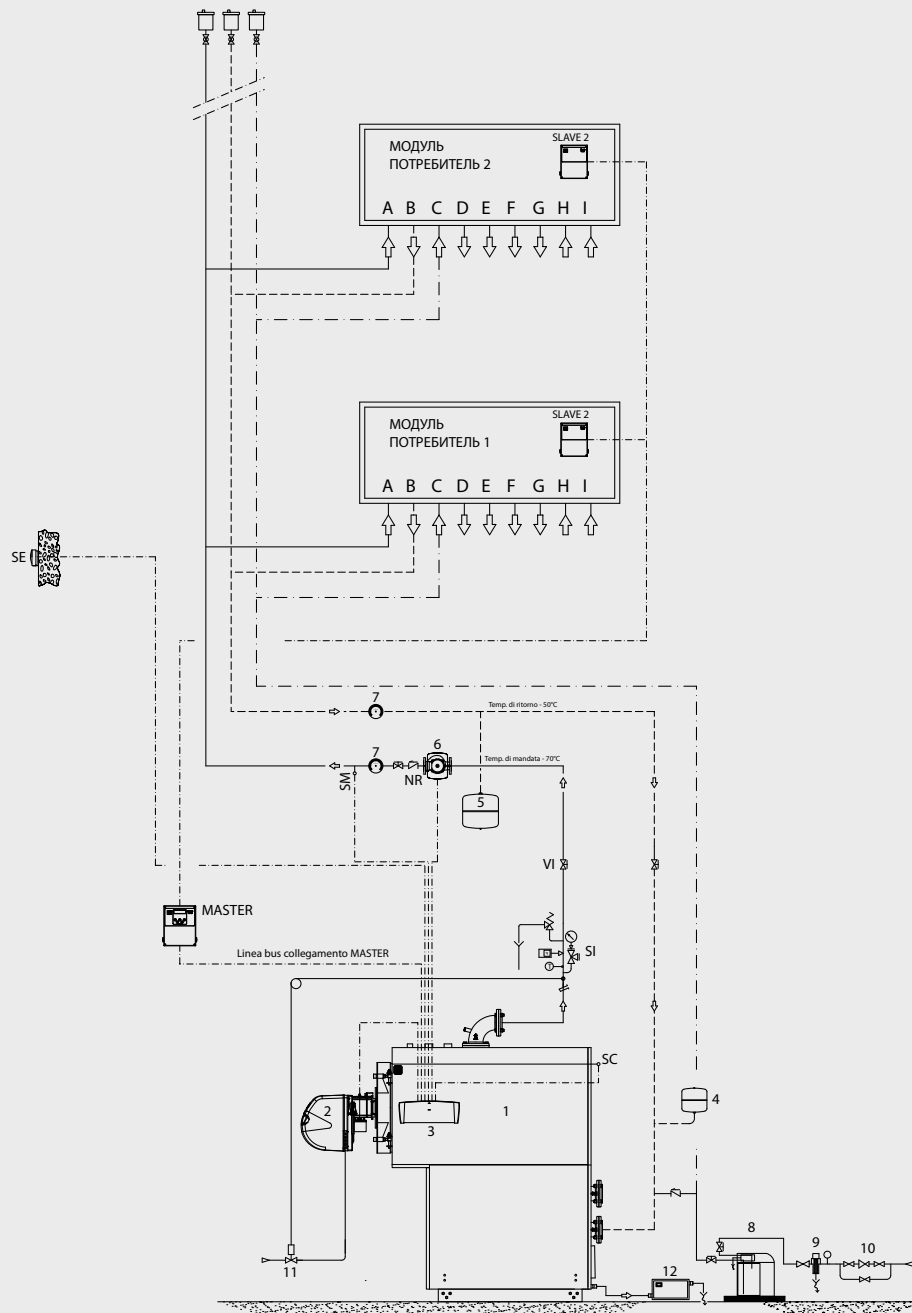 SLAVE 2
МОДУЛЬ
ПОТРЕБИТЕЛЬ 2
A B C D E F G H I
SLAVE 2
МОДУЛЬ
ПОТРЕБИТЕЛЬ 1
A B C D E F G H I
SE
7
Temp. di ritorno - 50°C
6
7
Temp. di mandata - 70°C
SM
NR
5
VI
MASTER
SI
Linea bus collegamento MASTER
T
SC
2
1
4
3
8
9
10
11
12